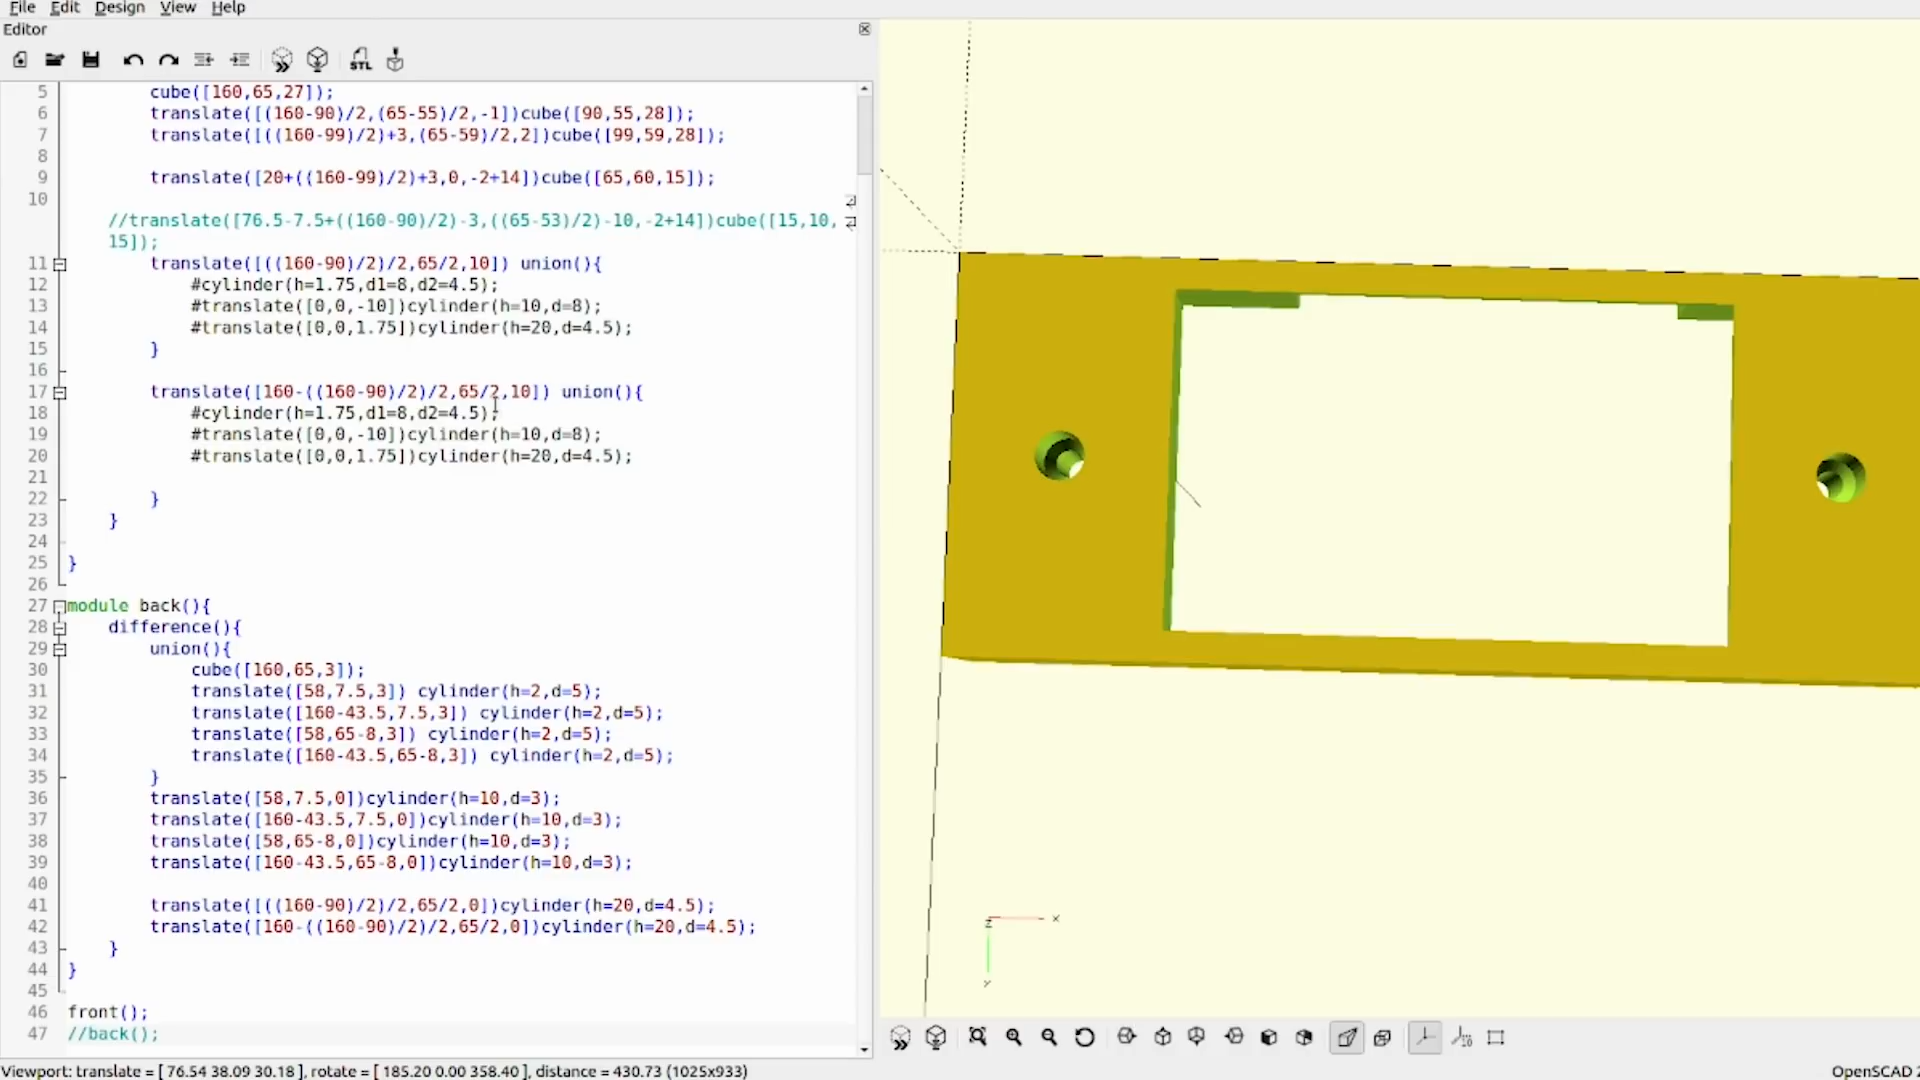 File Edit Design View Help
Editor
STL
5 cube([160,65,27]);
6 translate([(160-90)/2,(65-55)/2,-1])cube([90,55,28]);
7 translate([((160-99)/2)+3,(65-59)/2,2])cube([99,59,28]);
8
9 translate([20+((160-99)/2)+3,0,-2+14])cube([65,60,15]);
10
//translate([76.5-7.5+((160-90)/2)-3,((65-53)/2)-10,-2+14])cube([15,10,
15]);
11 translate([((160-90)/2)/2,65/2,10]) union(){
12 #cylinder(h=1.75,d1=8,d2=4.5);
13 #translate([0,0,-10])cylinder(h=10,d=8);
14 #translate([0,0,1.75])cylinder(h=20,d=4.5);
15 }
16
17 translate([160-((160-90)/2)/2,65/2,10]) union(){
18 #cylinder(h=1.75,d1=8,d2=4.5);
19 #translate([0,0,-10])cylinder(h=10,d=8);
20 #translate([0,0,1.75])cylinder(h=20,d=4.5);
21
22 }
23 }
24
25 }
26
27 module back(){
28 difference(){
29 union(){
30 cube([160,65,3]);
31 translate([58,7.5,3]) cylinder(h=2,d=5);
32 translate([160-43.5,7.5,3]) cylinder(h=2,d=5);
33 translate([58,65-8,3]) cylinder(h=2,d=5);
34 translate([160-43.5,65-8,3]) cylinder(h=2,d=5);
35 }
36 translate([58,7.5,0])cylinder(h=10,d=3);
37 translate([160-43.5,7.5,0])cylinder(h=10,d=3);
38 translate([58,65-8,0])cylinder(h=10,d=3);
39 translate([160-43.5,65-8,0])cylinder(h=10,d=3);
40
41 translate([((160-90)/2)/2,65/2,0])cylinder(h=20,d=4.5);
42 translate([160-((160-90)/2)/2,65/2,0])cylinder(h=20,d=4.5);
43 }
44 }
45
46 front();
47 //back();
z x
y
10
Viewport: translate = [ 76.54 38.09 30.18 ], rotate = [ 185.20 0.00 358.40 ], distance = 430.73 (1025x933)
OpenSCAD 2